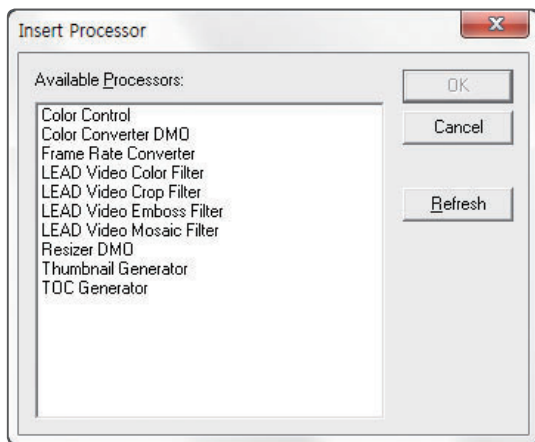 Insert Processor
Available Processors:
OK
Cancel
Refresh
Color Control
Color Converter DMO
Frame Rate Converter
LEAD Video Color Filter
LEAD Video Crop Filter
LEAD Video Emboss Filter
LEAD Video Mosaic Filter
Resizer DMO
Thumbnail Generator
TOC Generator